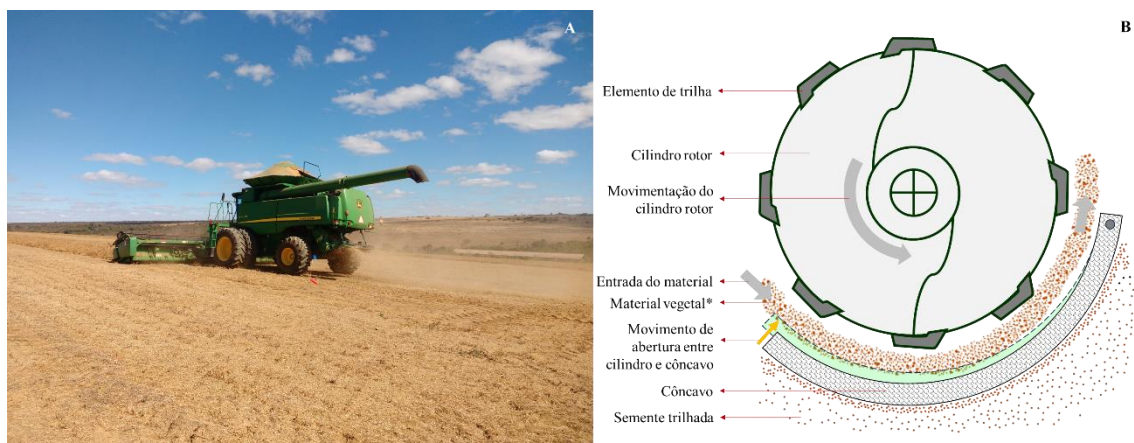 A
B
Elemento de trilha
Cilindro rotor
Movimentação do
cilindro rotor
Entrada do material
Material vegetal*
Movimento de
abertura entre
cilindro e côncavo
Côncavo
Semente trilhada